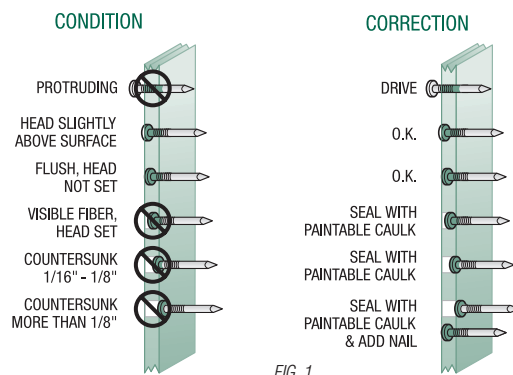 CONDITION
PROTRUDING
HEAD SLIGHTLY
ABOVE SURFACE
FLUSH, HEAD
NOT SET
VISIBLE FIBER,
HEAD SET
COUNTERSUNK
1/16" - 1/8"
COUNTERSUNK
MORE THAN 1/8"
CORRECTION
DRIVE
O.K.
O.K.
SEAL WITH
PAINTABLE CAULK
SEAL WITH
PAINTABLE CAULK
SEAL WITH
PAINTABLE CAULK
& ADD NAIL
FIG. 1